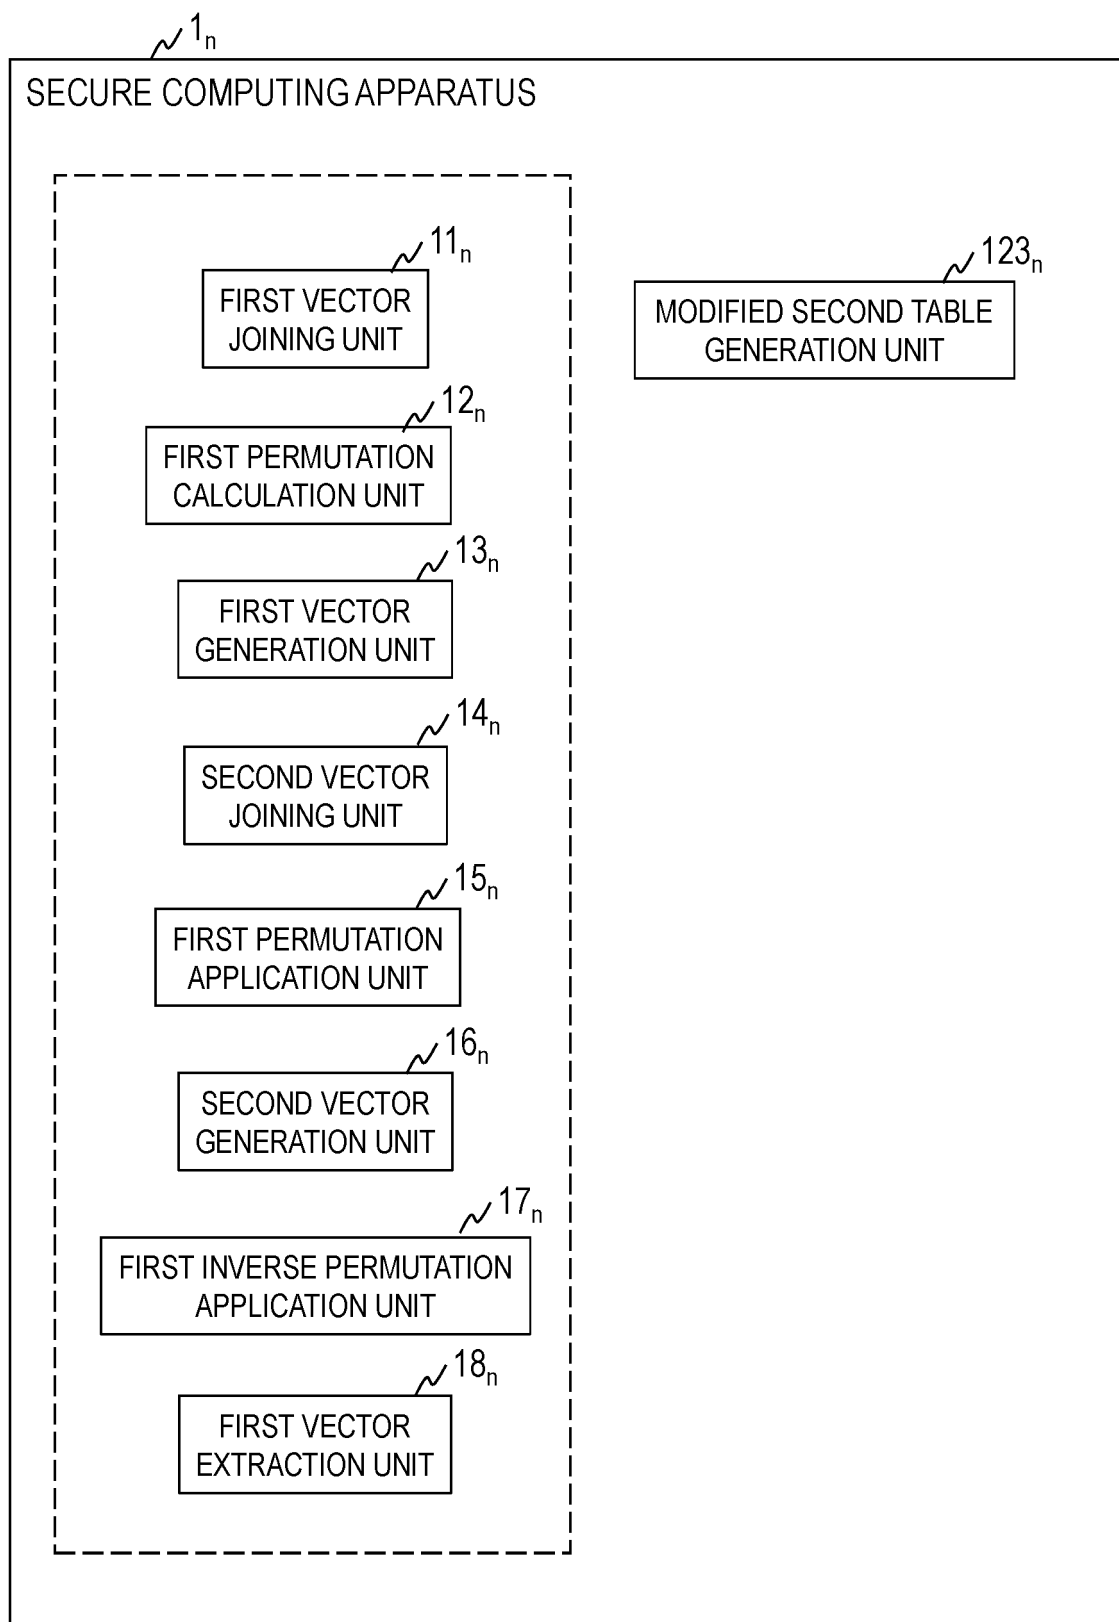 1n
SECURE COMPUTING APPARATUS
11n
FIRST VECTOR
JOINING UNIT
123n
MODIFIED SECOND TABLE
GENERATION UNIT
12n
FIRST PERMUTATION
CALCULATION UNIT
13n
FIRST VECTOR
GENERATION UNIT
14n
SECOND VECTOR
JOINING UNIT
15n
FIRST PERMUTATION
APPLICATION UNIT
16n
SECOND VECTOR
GENERATION UNIT
17n
FIRST INVERSE PERMUTATION
APPLICATION UNIT
18n
FIRST VECTOR
EXTRACTION UNIT